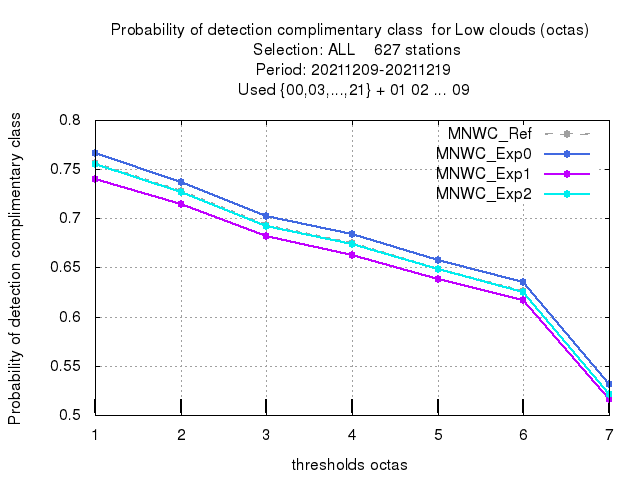 Probability of detection complimentary class  for Low clouds (octas)
Selection: ALL    627 stations
Period: 20211209-20211219
Used {00,03,...,21} + 01 02 ... 09
Probability of detection complimentary class
0.8
0.75
0.7
0.65
0.6
0.55
0.5
MNWC_Ref
MNWC_Exp0
MNWC_Exp1
MNWC_Exp2
1 2 3 4 5 6 7
thresholds octas